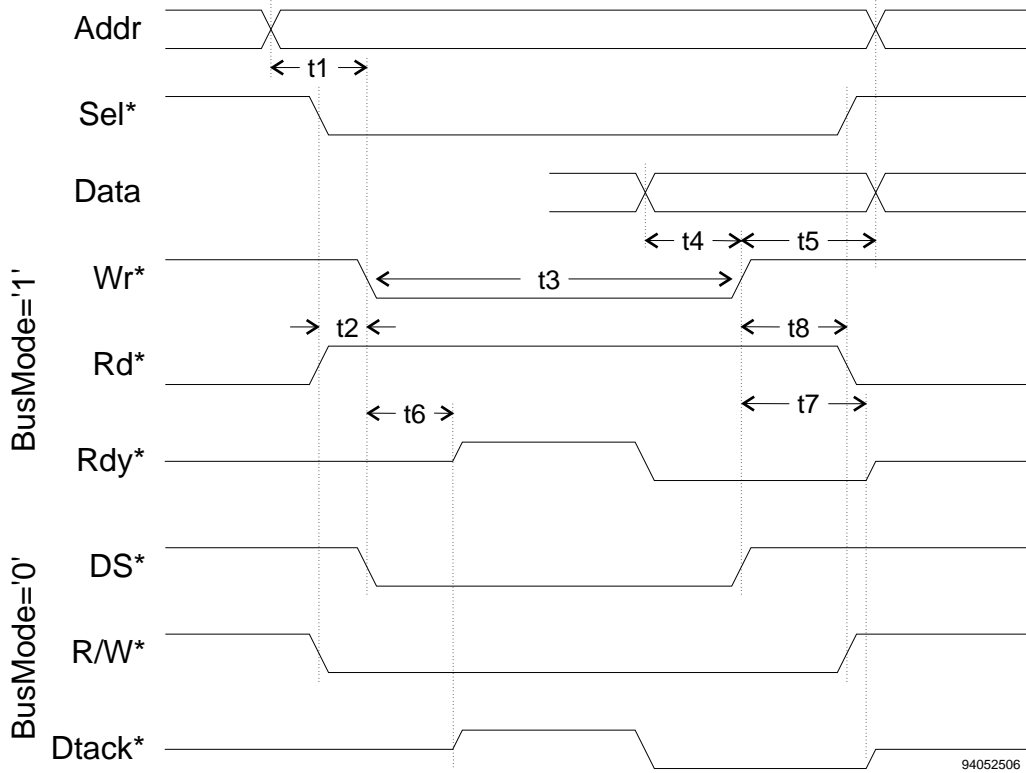 Addr
t1
Sel*
Data
t4
t5
BusMode='1'
Wr*
t3
t2
t8
Rd*
t7
t6
Rdy*
BusMode='0'
DS*
R/W*
Dtack*
94052506